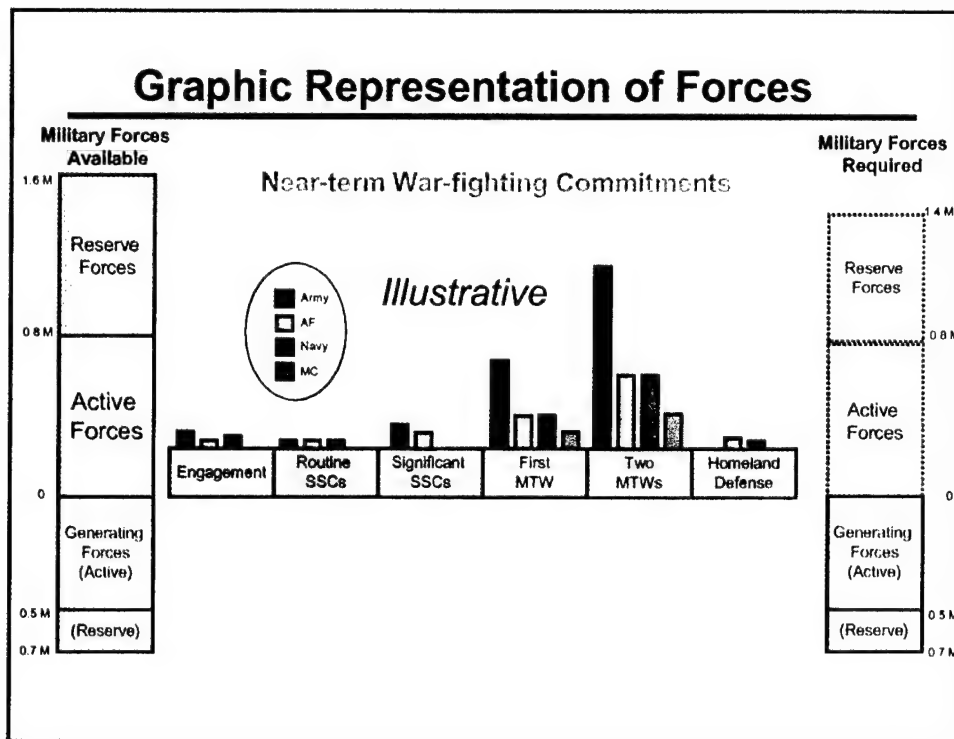 Graphic Representation of Forces
Military Forces
Available
Near-term War-fighting Commitments
Military Forces
Required
1.6 M
Reserve
Forces
0.8 M
Active
Forces
0
Generating
Forces
(Active)
0.5 M
(Reserve)
0.7 M
Illustrative
Army
AF
Navy
MC
Engagement
Routine
SSCs
Significant
SSCs
First
MTW
Two
MTWs
Homeland
Defense
1.4 M
Reserve
Forces
0.8 M
Active
Forces
0
Generating
Forces
(Active)
0.5 M
(Reserve)
0.7 M